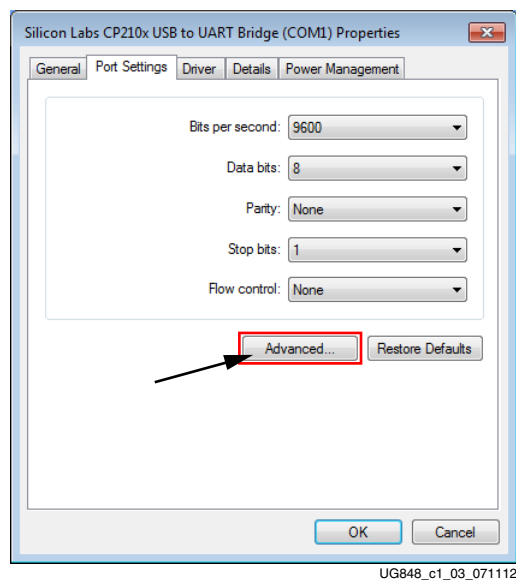 Silicon Labs CP210x USB to UART Bridge (COM1) Properties
General Port Settings Driver Details Power Management
Bits per second: 9600
Data bits: 8
Parity: None
Stop bits: 1
Flow control: None
Advanced... Restore Defaults
OK Cancel
UG848_c1_03_071112